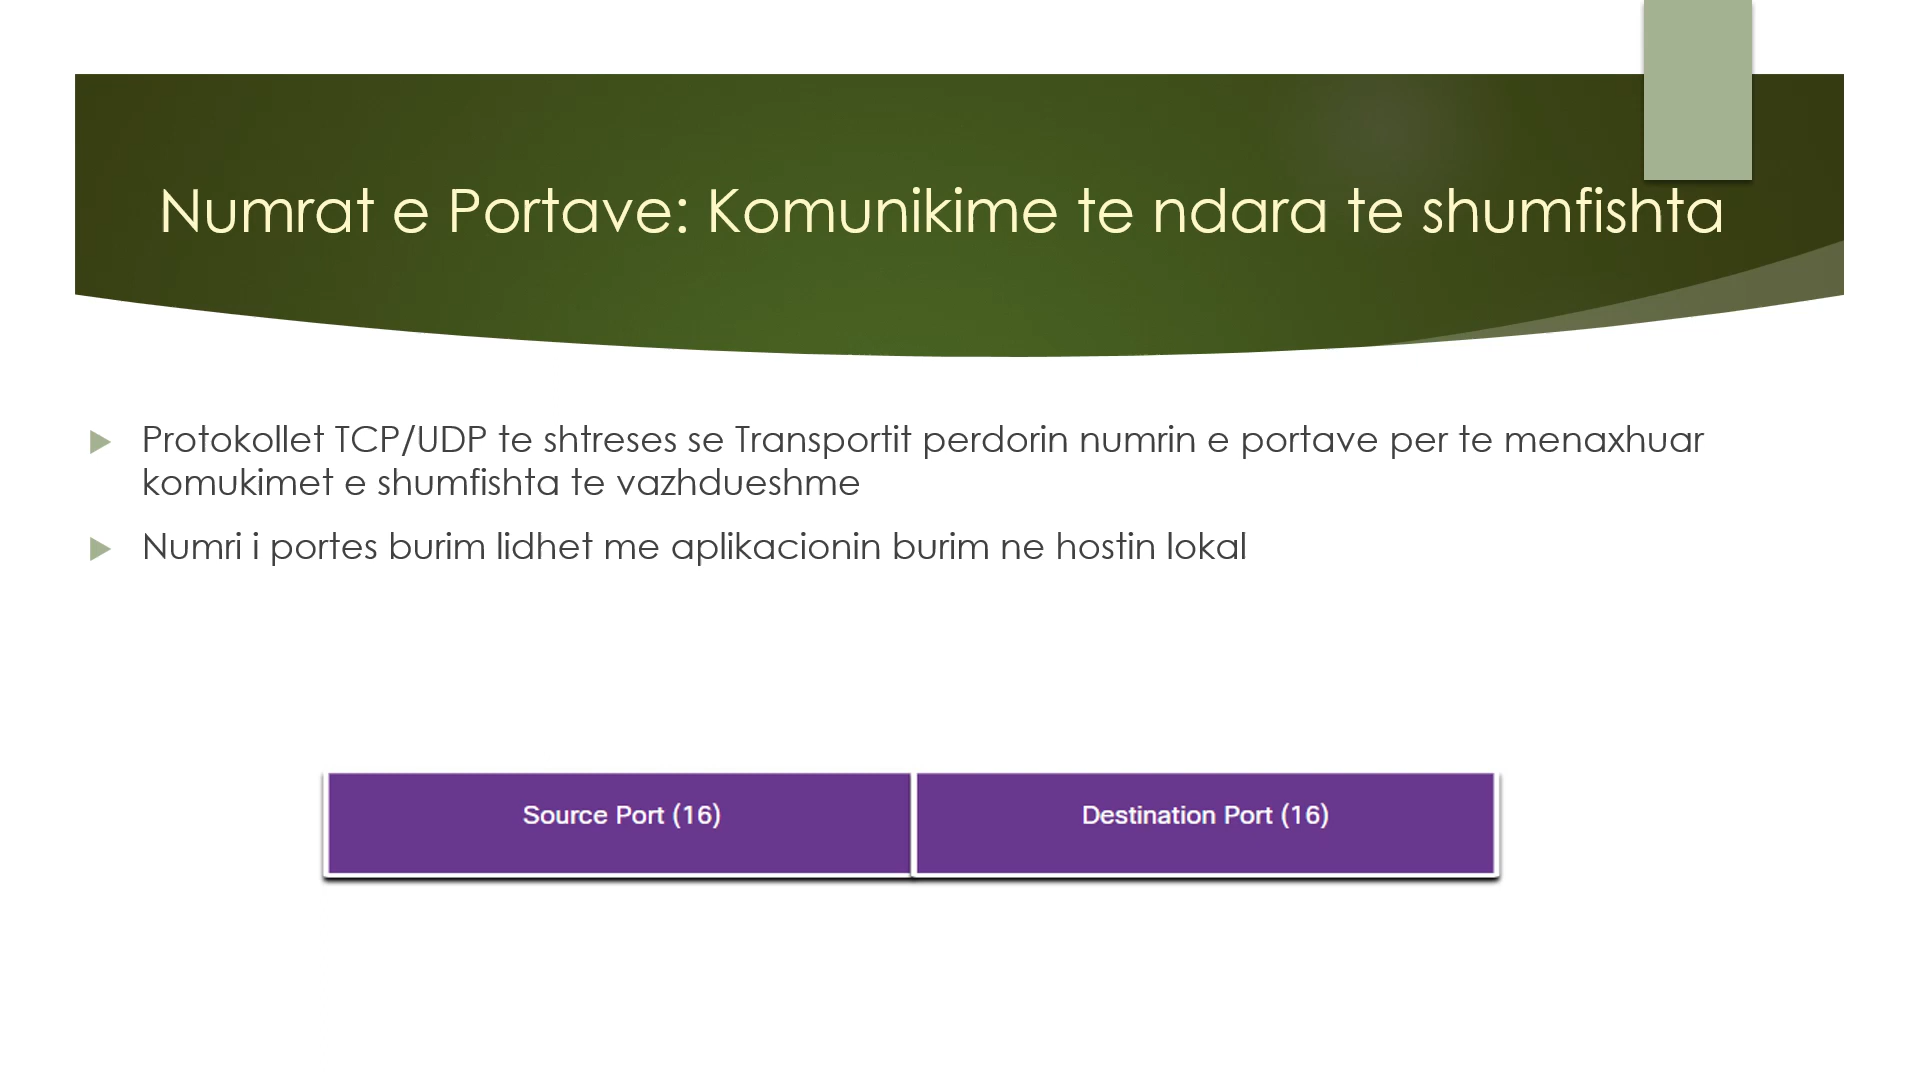 Numrat e Portave: Komunikime te ndara te shumfishta
Protokollet TCP/UDP te shtreses se Transportit perdorin numrin e portave per te menaxhuar
komukimet e shumfishta te vazhdueshme
Numri i portes burim lidhet me aplikacionin burim ne hostin lokal
Source Port (16)
Destination Port (16)